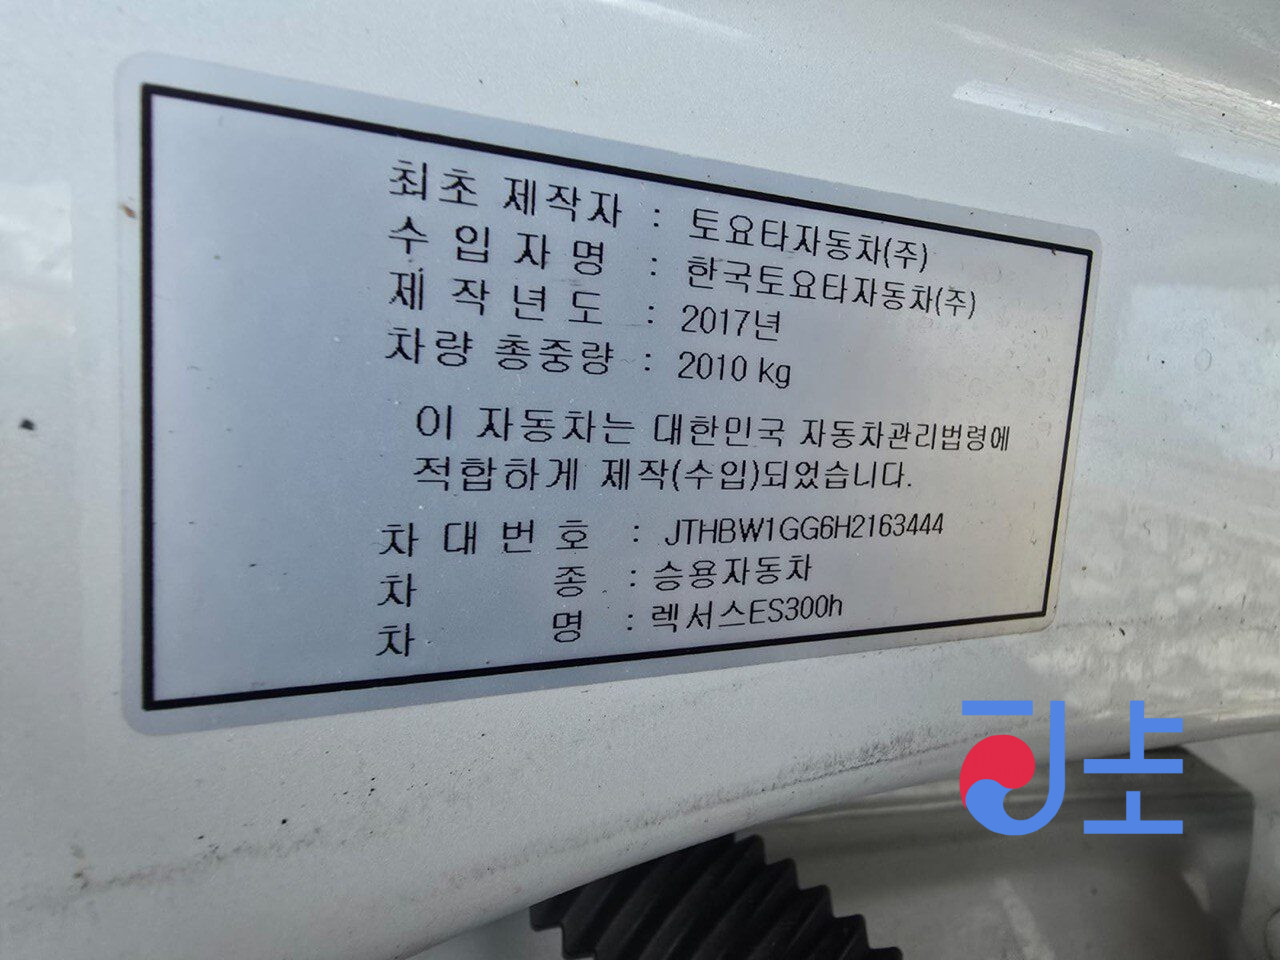 최초 제작자 : 토요타자동차(주)
수입자명 : 한국토요타자동차(주)
제작년도 : 2017년
차량 총중량 : 2010 kg
이 자동차는 대한민국 자동차관리법령에
적합하게 제작(수입)되었습니다.
차대번호 : JTHBW1GG6H2163444
차종 : 승용자동차
차명 : 렉서스ES300h